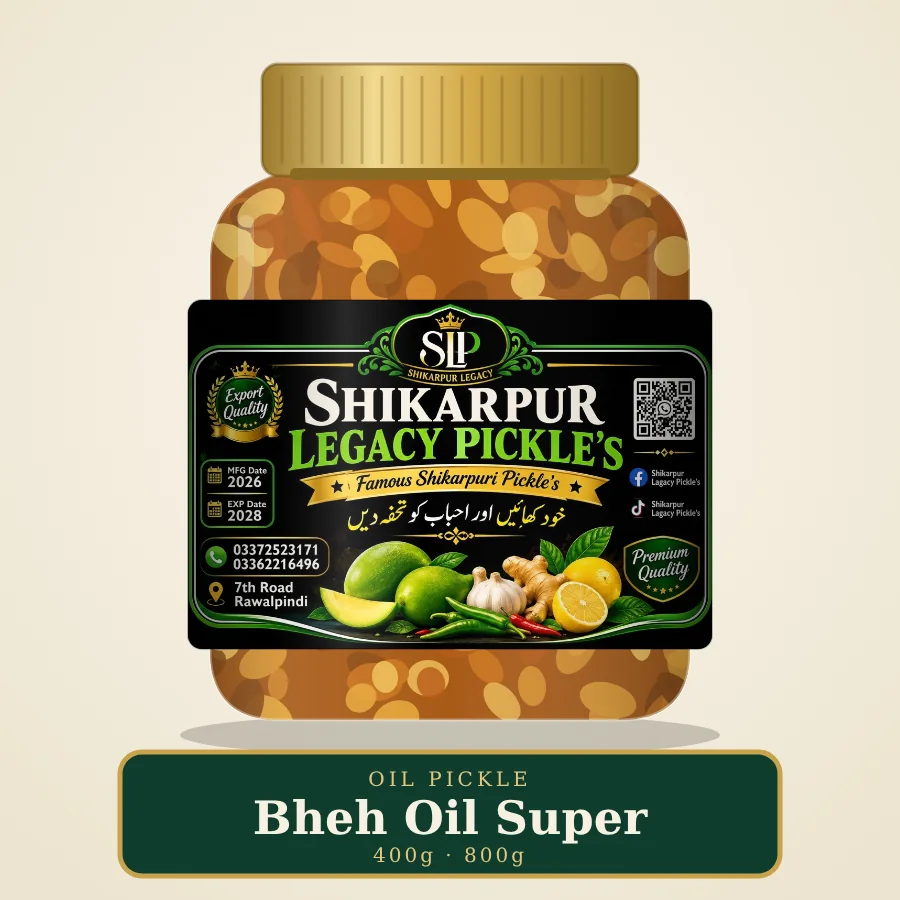 SLP
SHIKARPUR LEGACY
SHIKARPUR
LEGACY PICKLE'S
Famous Shikarpuri Pickle's
خود کھائیں اور احباب کو تحفہ دیں
Export
Quality
MFG Date
2026
EXP Date
2028
03372523171
03362216496
7th Road
Rawalpindi
Shikarpur
Legacy Pickle's
Shikarpur
Legacy Pickle's
Premium
Quality
OIL PICKLE
Bheh Oil Super
400g · 800g